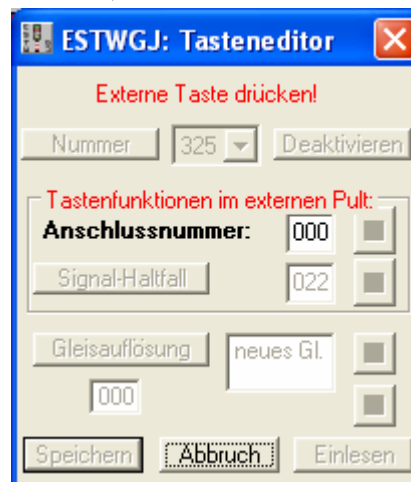 ESTWGJ: Tasteneditor
Externe Taste drücken!
Nummer 325 Deaktivieren
Tastenfunktionen im externen Pult:
Anschlussnummer: 000
Signal-Haltfall 022
Gleisauflösung neues Gl.
000
Speichern Abbruch Einlesen